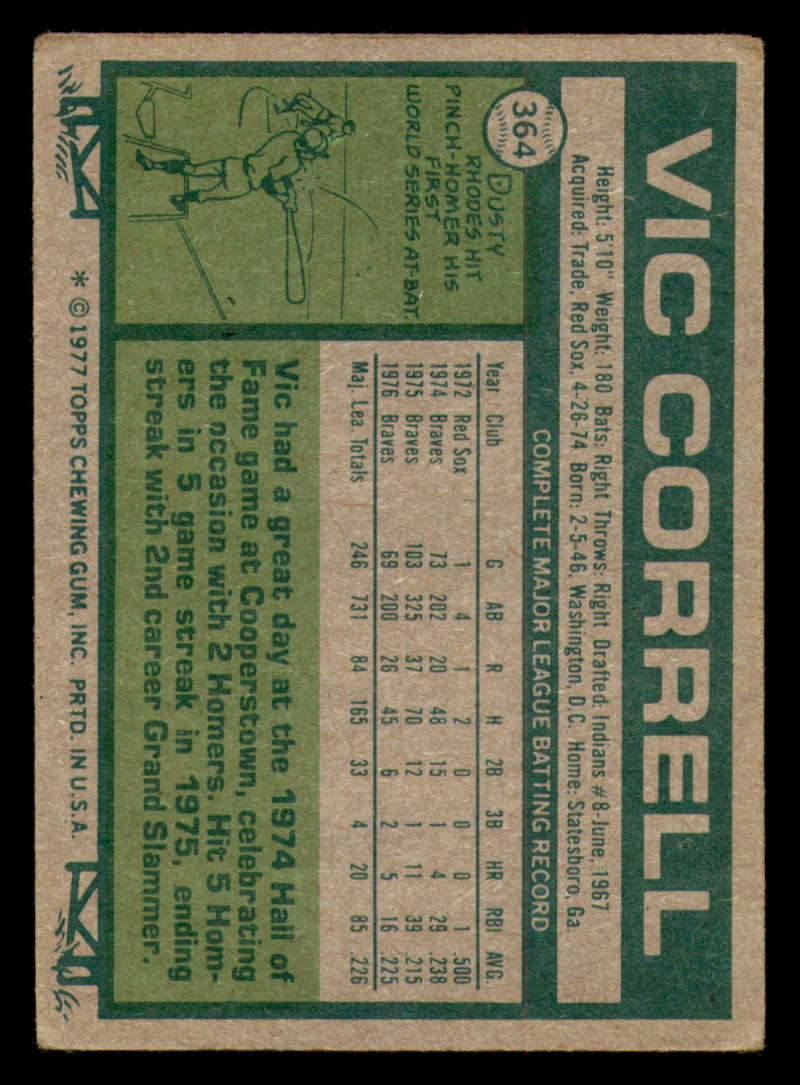 364
VIC CORRELL
Height: 5'10" Weight: 180 Bats: Right Throws: Right Drafted: Indians #8-June, 1967
Acquired: Trade, Red Sox, 4-26-74 Born: 2-5-46, Washington, D.C. Home: Statesboro, Ga.
COMPLETE MAJOR LEAGUE BATTING RECORD
Year Club G AB R H 2B 3B HR RBI AVG
1972 Red Sox 1 4 1 2 0 0 0 1 .500
1974 Braves 73 202 20 48 15 1 4 29 .238
1975 Braves 103 325 37 70 12 1 11 39 .215
1976 Braves 69 200 26 45 6 2 5 16 .225
Maj. Lea. Totals 246 731 84 165 33 4 20 85 .226
DUSTY
RHODES HIT
PINCH-HOMER HIS
FIRST
WORLD SERIES AT-BAT.
Vic had a great day at the 1974 Hall of
Fame game at Cooperstown, celebrating
the occasion with 2 Homers. Hit 5 Hom-
ers in 5 game streak in 1975, ending
streak with 2nd career Grand Slammer.
* © 1977 TOPPS CHEWING GUM, INC. PRTD. IN U.S.A.